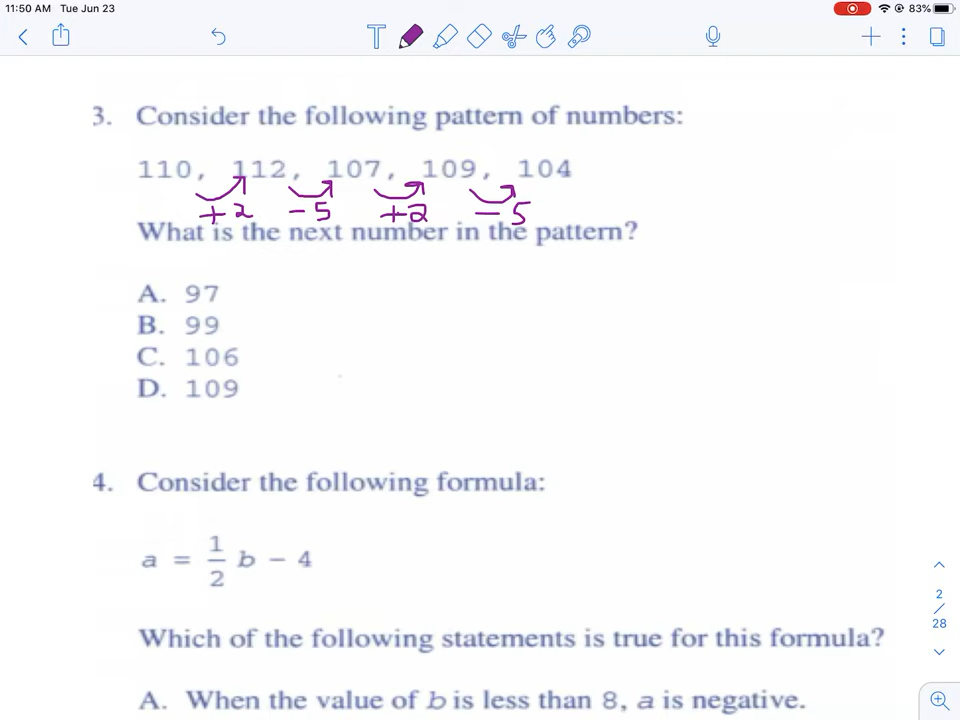 11:50 AM Tue Jun 23 83%
T
3. Consider the following pattern of numbers:
110, 112, 107, 109, 104
+2 -5 +2 -5
What is the next number in the pattern?
A. 97
B. 99
C. 106
D. 109
4. Consider the following formula:
a = 1/2 b - 4
2
/
28
Which of the following statements is true for this formula?
A. When the value of b is less than 8, a is negative.